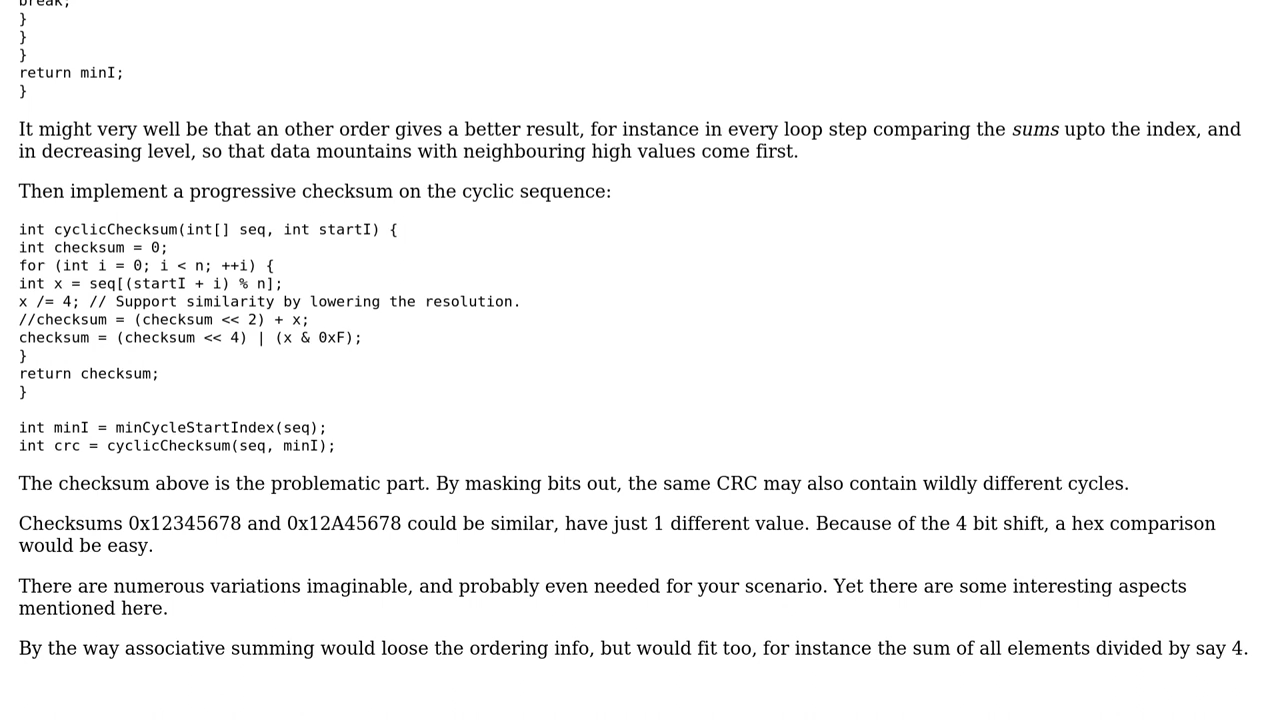 break;
}
}
}
return minI;
}
It might very well be that an other order gives a better result, for instance in every loop step comparing the sums upto the index, and
in decreasing level, so that data mountains with neighbouring high values come first.
Then implement a progressive checksum on the cyclic sequence:
int cyclicChecksum(int[] seq, int startI) {
int checksum = 0;
for (int i = 0; i < n; ++i) {
int x = seq[(startI + i) % n];
x /= 4; // Support similarity by lowering the resolution.
//checksum = (checksum << 2) + x;
checksum = (checksum << 4) | (x & 0xF);
}
return checksum;
}
int minI = minCycleStartIndex(seq);
int crc = cyclicChecksum(seq, minI);
The checksum above is the problematic part. By masking bits out, the same CRC may also contain wildly different cycles.
Checksums 0x12345678 and 0x12A45678 could be similar, have just 1 different value. Because of the 4 bit shift, a hex comparison
would be easy.
There are numerous variations imaginable, and probably even needed for your scenario. Yet there are some interesting aspects
mentioned here.
By the way associative summing would loose the ordering info, but would fit too, for instance the sum of all elements divided by say 4.